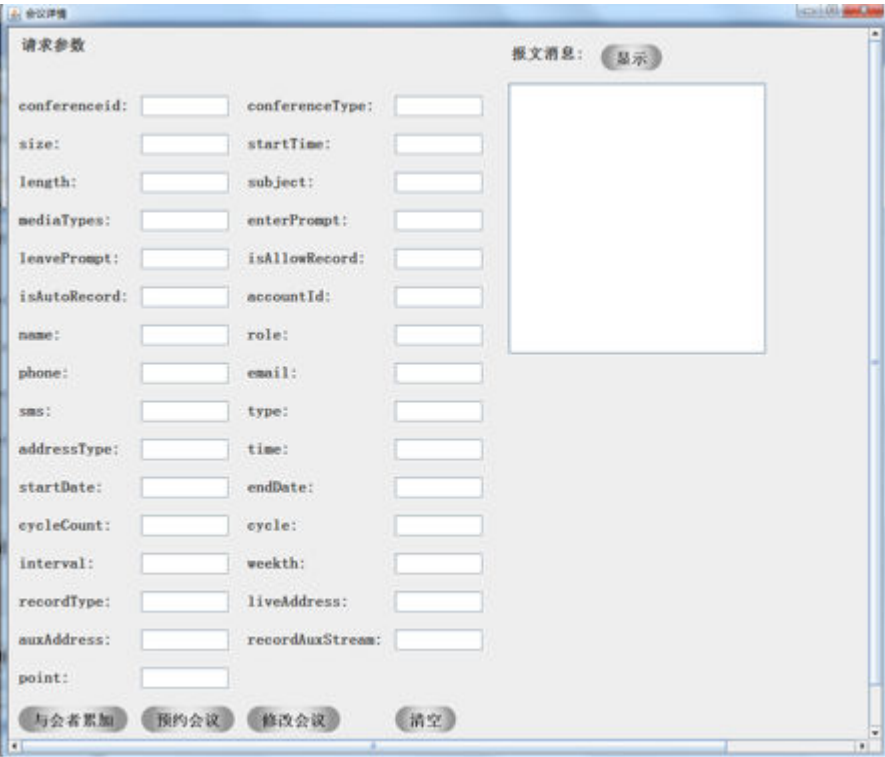 会议详情
请求参数
报文消息: 显示
conferenceid: conferenceType:
size: startTime:
length: subject:
mediaTypes: enterPrompt:
leavePrompt: isAllowRecord:
isAutoRecord: accountId:
name: role:
phone: email:
sms: type:
addressType: time:
startDate: endDate:
cycleCount: cycle:
interval: weekth:
recordType: liveAddress:
auxAddress: recordAuxStream:
point:
与会者累加 预约会议 修改会议 清空